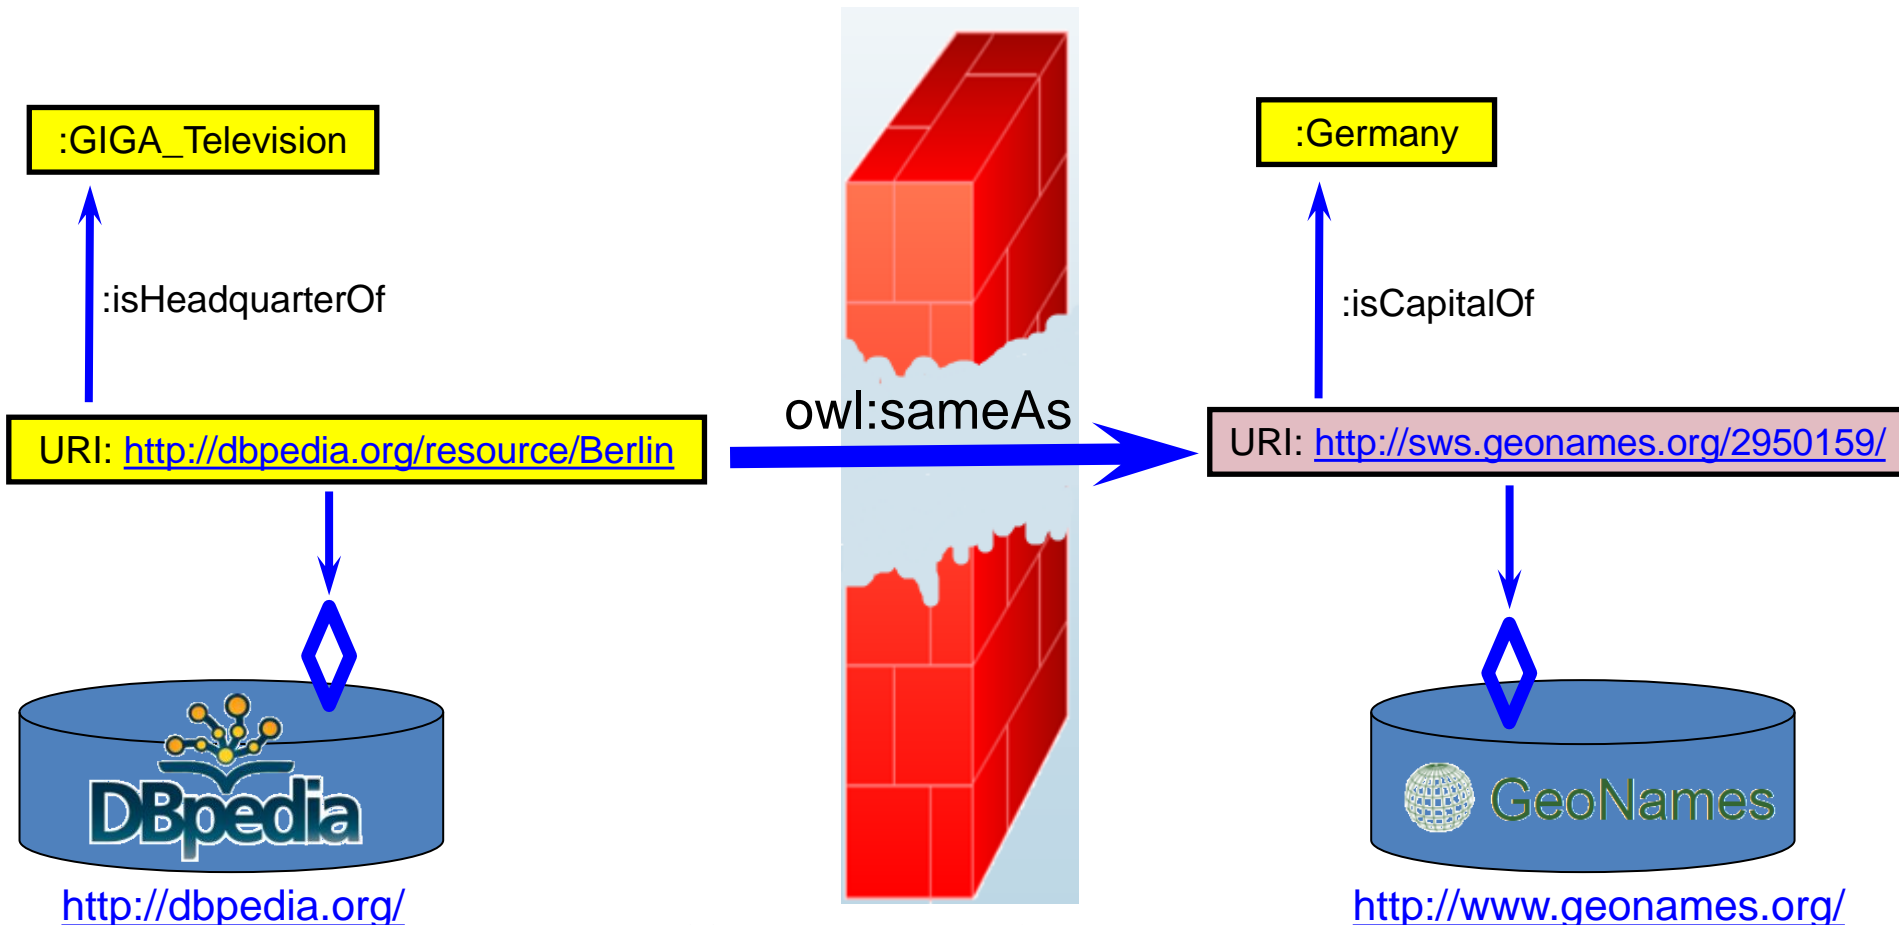 :GIGA_Television
:Germany
:isHeadquarterOf
:isCapitalOf
owl:sameAs
URI: http://dbpedia.org/resource/Berlin
URI: http://sws.geonames.org/2950159/
DBpedia
GeoNames
http://dbpedia.org/
http://www.geonames.org/